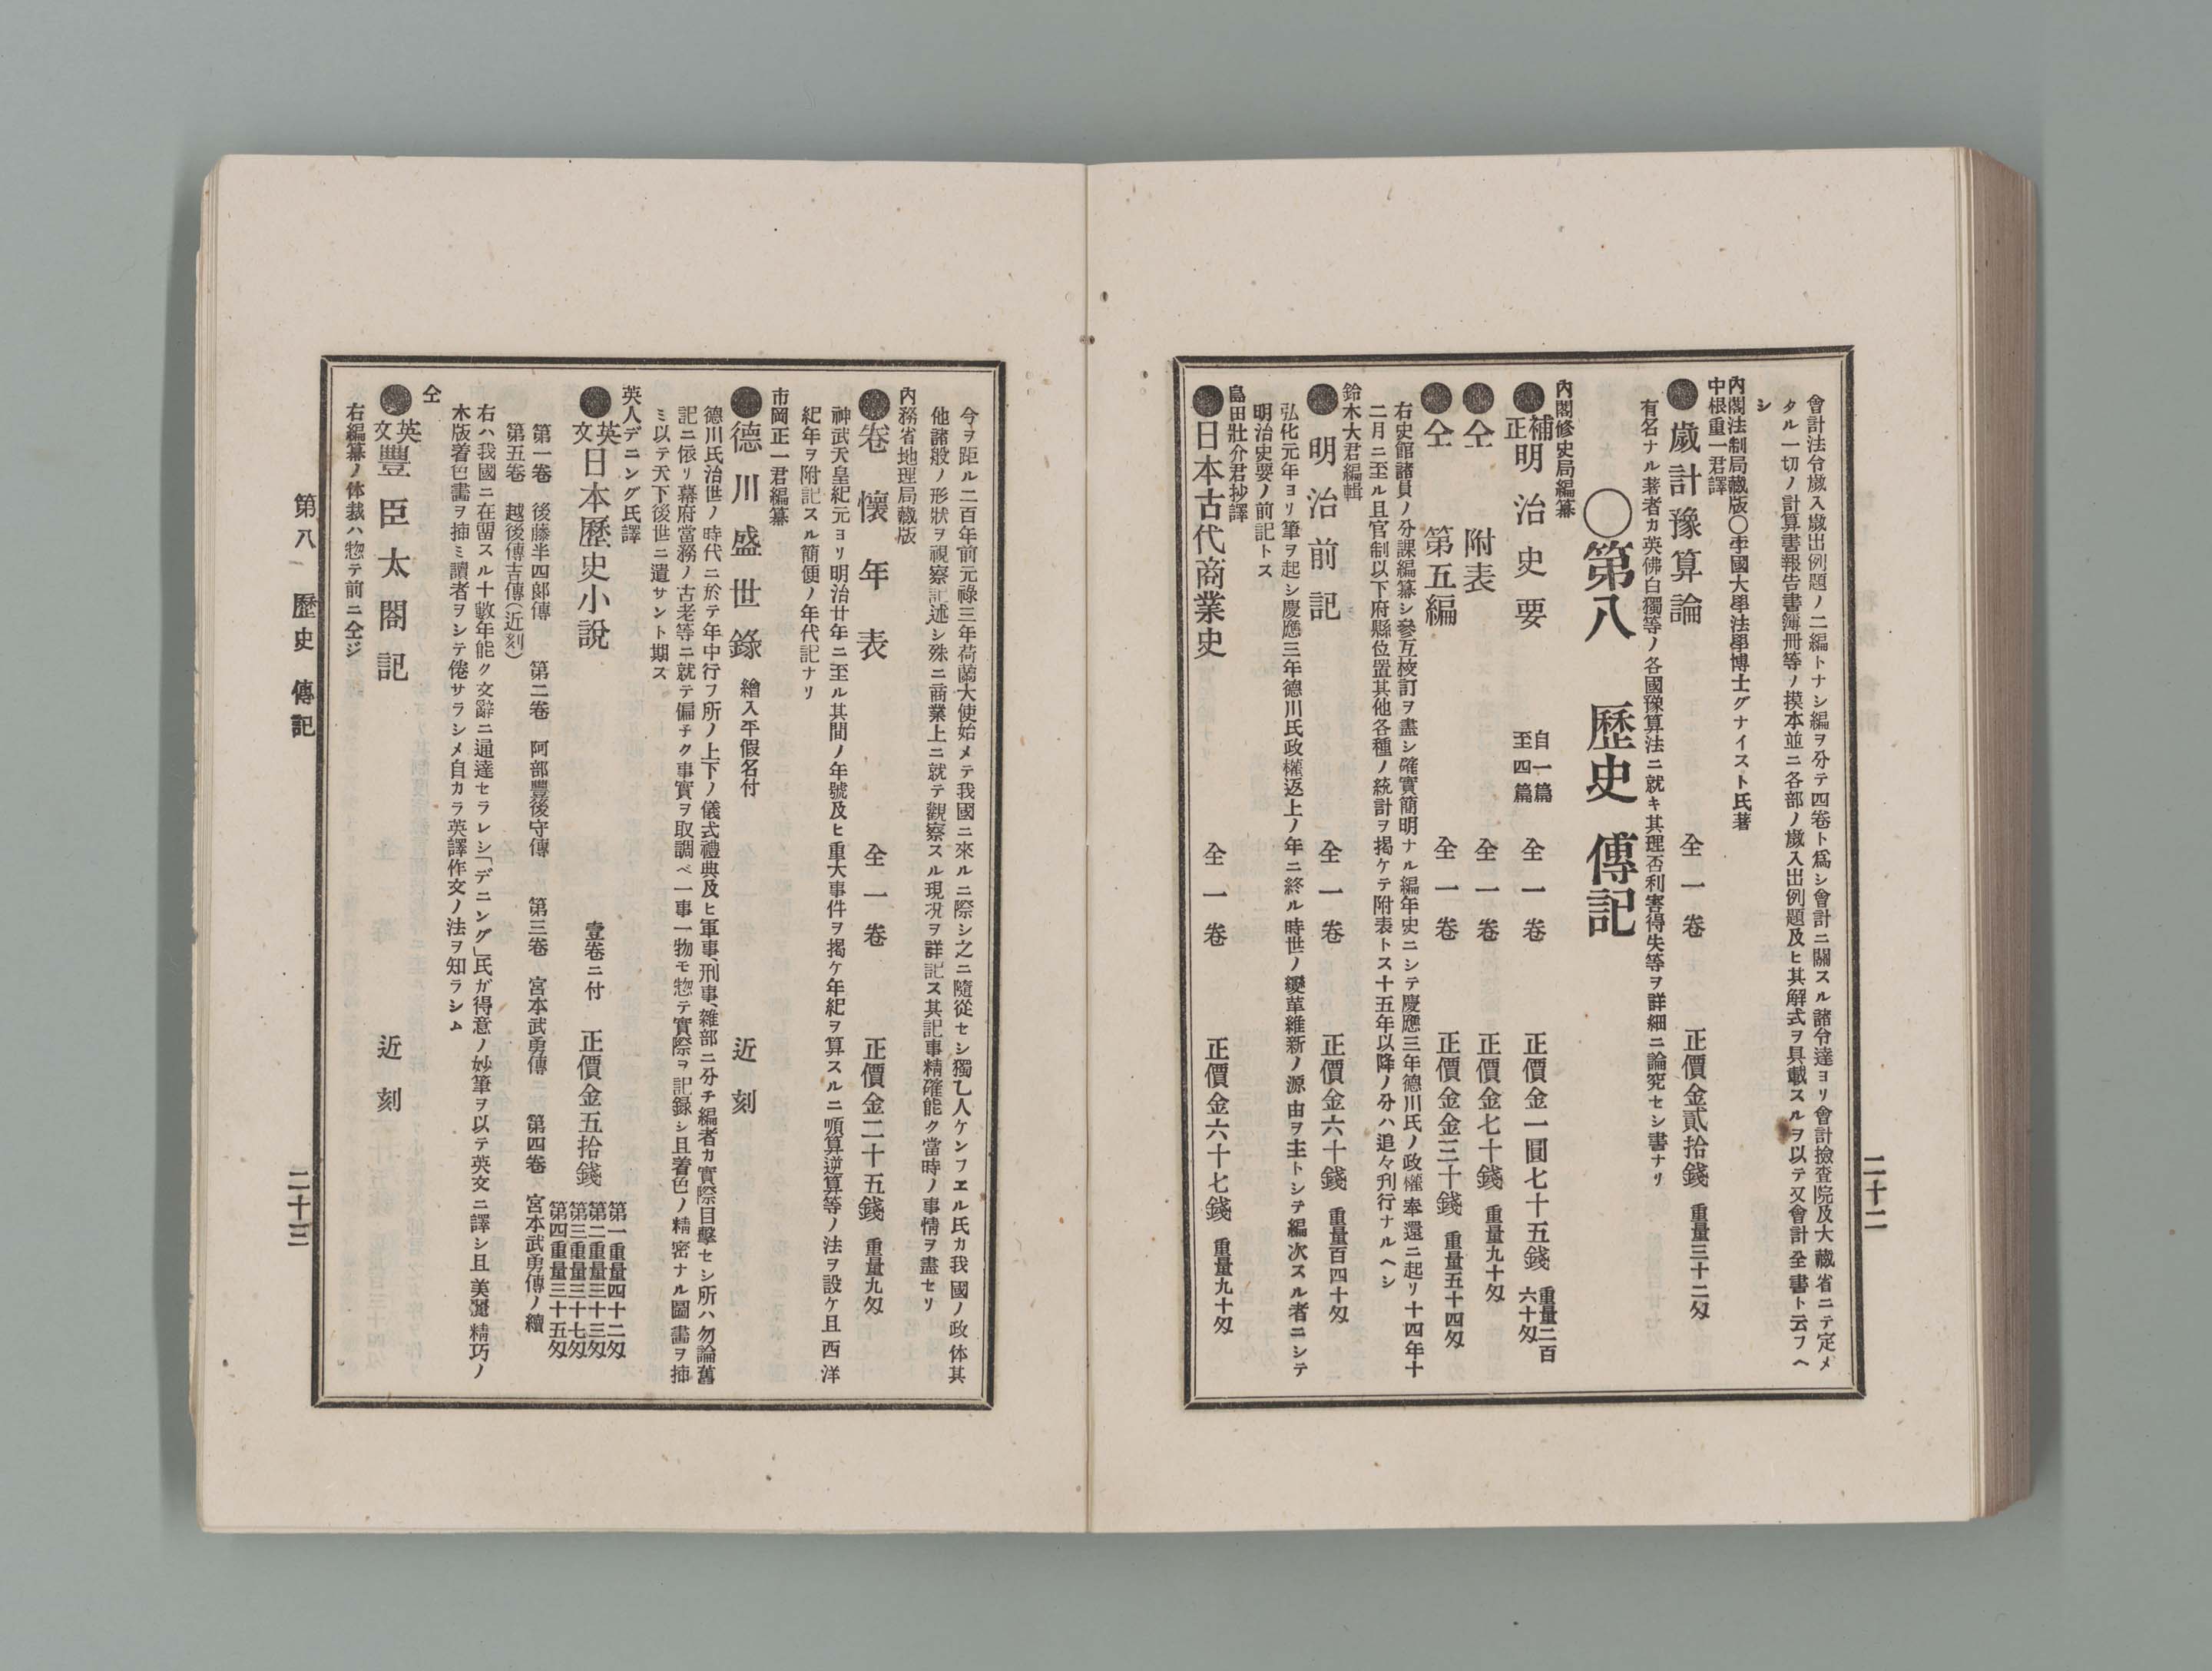 會計法令歲入歲出例題ノ二編トナシ編ヲ分テ四卷ト爲シ會計ニ關スル諸令達ヨリ會計撿査院及大藏省ニテ定メ
タル一切ノ計算書報告書簿冊等ノ摸本並ニ各部ノ歲入出例題及ヒ其解式ヲ具載スルヲ以テ又會計全書ト云フヘ
シ
內閣法制局藏版○孛國大學法學博士グナイスト氏著
中根重一君譯
●歲計豫算論 全一卷 正價金貳拾錢 重量三十二匁
有名ナル著者カ英佛白獨等ノ各國豫算法ニ就キ其理否利害得失等ヲ詳細ニ論究セシ書ナリ
○第八 歷史 傳記
內閣修史局編纂
●補正明治史要 自一篇至四篇 全一卷 正價金一圓七十五錢 重量二百六十匁
●仝 附表 全一卷 正價金七十錢 重量九十匁
●仝 第五編 全一卷 正價金金三十錢 重量五十四匁
右史館諸員ノ分課編纂シ參互挍訂ヲ盡シ確實簡明ナル編年史ニシテ慶應三年德川氏ノ政權奉還ニ起リ十四年十
二月ニ至ル且官制以下府縣位置其他各種ノ統計ヲ揭ケテ附表トス十五年以降ノ分ハ追々刋行ナルヘシ
鈴木大君編輯
●明治前記 全一卷 正價金六十錢 重量百四十匁
弘化元年ヨリ筆ヲ起シ慶應三年德川氏政權返上ノ年ニ終ル時世ノ變革維新ノ源由ヲ主トシテ編次スル者ニシテ
明治史要ノ前記トス
島田壯介君抄譯
●日本古代商業史 全一卷 正價金六十七錢 重量九十匁
二十二
今ヲ距ル二百年前元祿三年荷蘭大使始メテ我國ニ來ルニ際シ之ニ隨從セシ獨乙人ケンフエル氏カ我國ノ政体其
他諸般ノ形狀ヲ視察記述シ殊ニ商業上ニ就テ觀察スル現况ヲ詳記ス其記事精確能ク當時ノ事情ヲ盡セリ
內務省地理局藏版
●卷懷年表 全一卷 正價金二十五錢 重量九匁
神武天皇紀元ヨリ明治廿年ニ至ル其間ノ年號及ヒ重大事件ヲ揭ケ年紀ヲ算スルニ順算逆算等ノ法ヲ設ケ且西洋
紀年ヲ附記スル簡便ノ年代記ナリ
市岡正一君編纂
●德川盛世錄 繪入平假名付 近刻
德川氏治世ノ時代ニ於テ年中行フ所ノ上下ノ儀式禮典及ヒ軍事、刑事、雜部ニ分チ編者カ實際目擊セシ所ハ勿論舊
記ニ依リ幕府當務ノ古老等ニ就テ偏チク事實ヲ取調ベ一事一物モ惣テ實際ヲ記録シ且着色ノ精密ナル圖畵ヲ揷
ミ以テ天下後世ニ遺サント期ス
英人デニング氏譯
●英文日本歷史小說 壹卷ニ付 正價金五拾錢 第一重量四十二匁 第二重量三十三匁 第三重量三十七匁 第四重量三十五匁
第一卷 後藤半四郞傳 第二卷 阿部豐後守傳 第三卷 宮本武勇傳 第四卷 宮本武勇傳ノ續
第五卷 越後傳吉傳(近刻)
右ハ我國ニ在留スル十數年能ク文辭ニ通達セラレシ「デニング」氏ガ得意ノ妙筆ヲ以テ英文ニ譯シ且美麗精巧ノ
木版着色畵ヲ揷ミ讀者ヲシテ倦サラシメ自カラ英譯作文ノ法ヲ知ラシム
仝
●英文豐臣太閤記 近刻
右編纂ノ体裁ハ惣テ前ニ仝ジ
第八 歷史 傳記
二十三